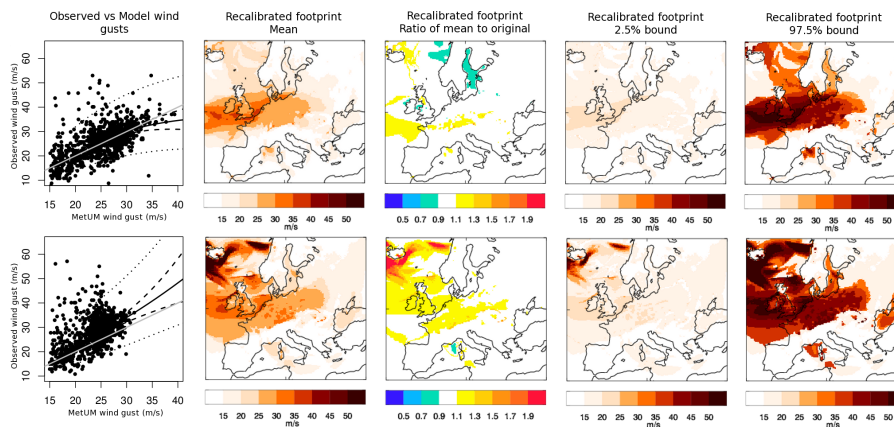 Observed vs Model wind gusts
Recalibrated footprint Mean
Recalibrated footprint Ratio of mean to original
Recalibrated footprint 2.5% bound
Recalibrated footprint 97.5% bound
Observed wind gust (m/s)
60
50
40
30
20
10
15 20 25 30 35 40
MetUM wind gust (m/s)
15 20 25 30 35 40 45 50
m/s
0.5 0.7 0.9 1.1 1.3 1.5 1.7 1.9
15 20 25 30 35 40 45 50
m/s
15 20 25 30 35 40 45 50
m/s
Observed wind gust (m/s)
60
50
40
30
20
10
15 20 25 30 35 40
MetUM wind gust (m/s)
15 20 25 30 35 40 45 50
m/s
0.5 0.7 0.9 1.1 1.3 1.5 1.7 1.9
15 20 25 30 35 40 45 50
m/s
15 20 25 30 35 40 45 50
m/s